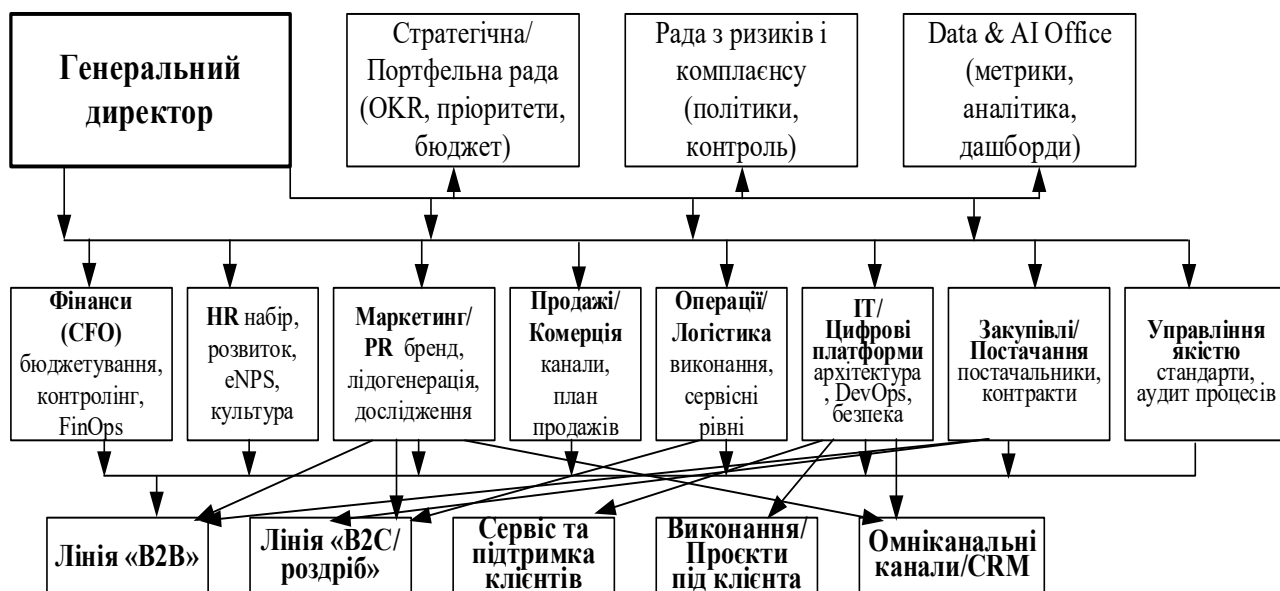 Генеральний
директор
Стратегічна/
Портфельна рада
(OKR, пріоритети,
бюджет)
Рада з ризиків і
комплаєнсу
(політики,
контроль)
Data & AI Office
(метрики,
аналітика,
дашборди)
Фінанси
(CFO)
бюджетування,
контролінг,
FinOps
HR набір,
розвиток,
eNPS,
культура
Маркетинг/
PR бренд,
лідогенерація,
дослідження
Продажі/
Комерція
канали,
план
продажів
Операції/
Логістика
виконання,
сервісні
рівні
ІТ/
Цифрові
платформи
архітектура
, DevOps,
безпека
Закупівлі/
Постачання
постачальники,
контракти
Управління
якістю
стандарти,
аудит процесів
Лінія «B2B»
Лінія «B2C/
роздріб»
Сервіс та
підтримка
клієнтів
Виконання/
Проєкти
під клієнта
Омніканальні
канали/CRM